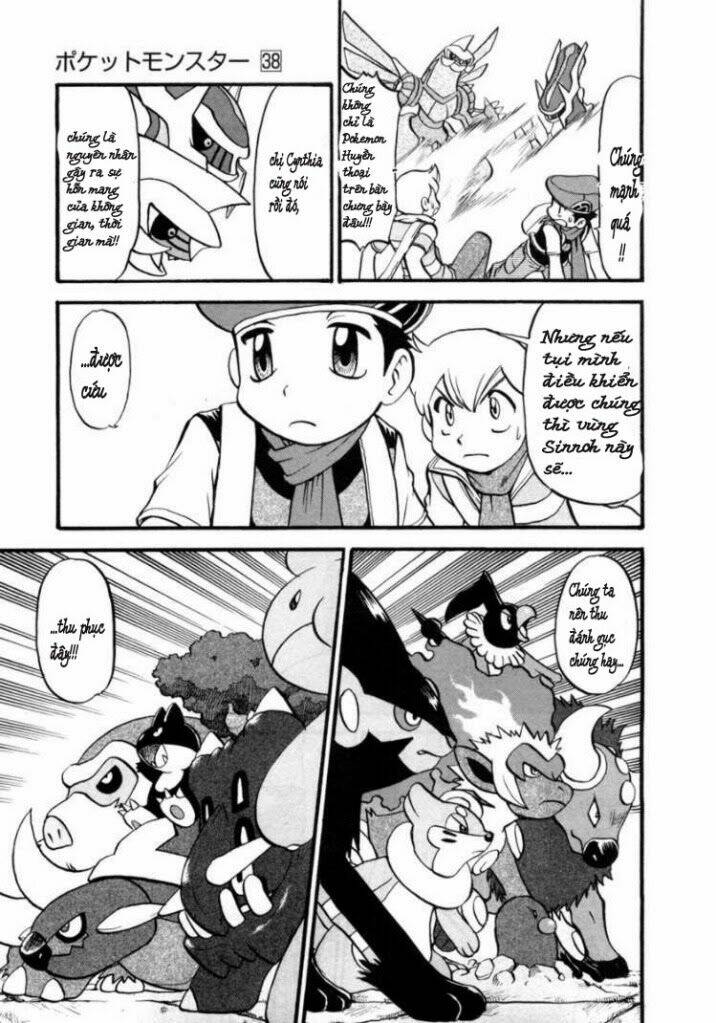 ポケットモンスター 38
Chúng
mạnh
quá
!!
Chúng
không
chỉ là
Pokemon
Huyền
thoại
trên bản
chưng bầy
đâu!!!
chị Cynthia
cũng nói
rồi đó,
chúng là
nguyên nhân
gây ra sự
hỗn mang
của không
gian, thời
gian mà!!
Nhưng nếu
tụi mình
điều khiển
được chúng
thì vùng
Sinnoh này
sẽ...
...được
cứu
Chúng ta
nên thu
đánh gục
chúng hay...
...thu phục
đây!!!